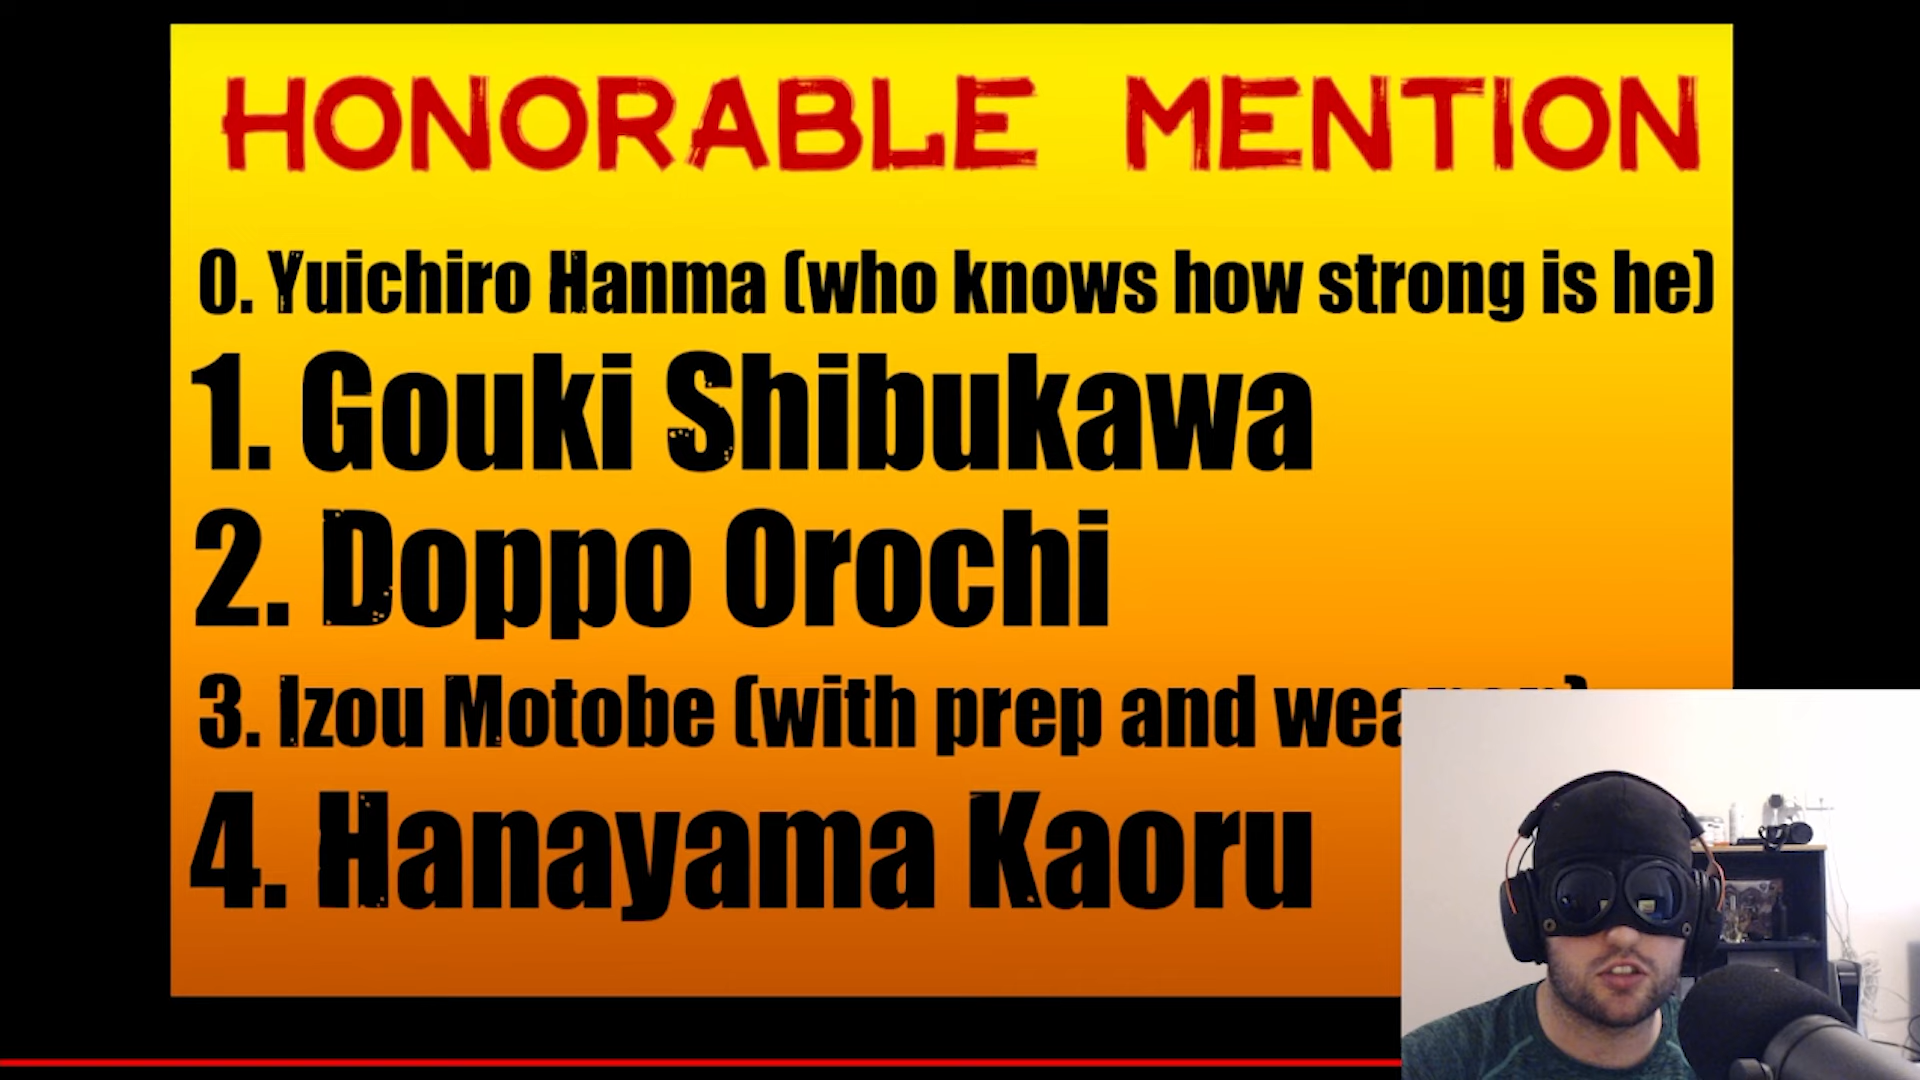 HONORABLE MENTION
0. Yuichiro Hanma (who knows how strong is he)
1. Gouki Shibukawa
2. Doppo Orochi
3. Izou Motobe (with prep and
4. Hanayama Kaoru